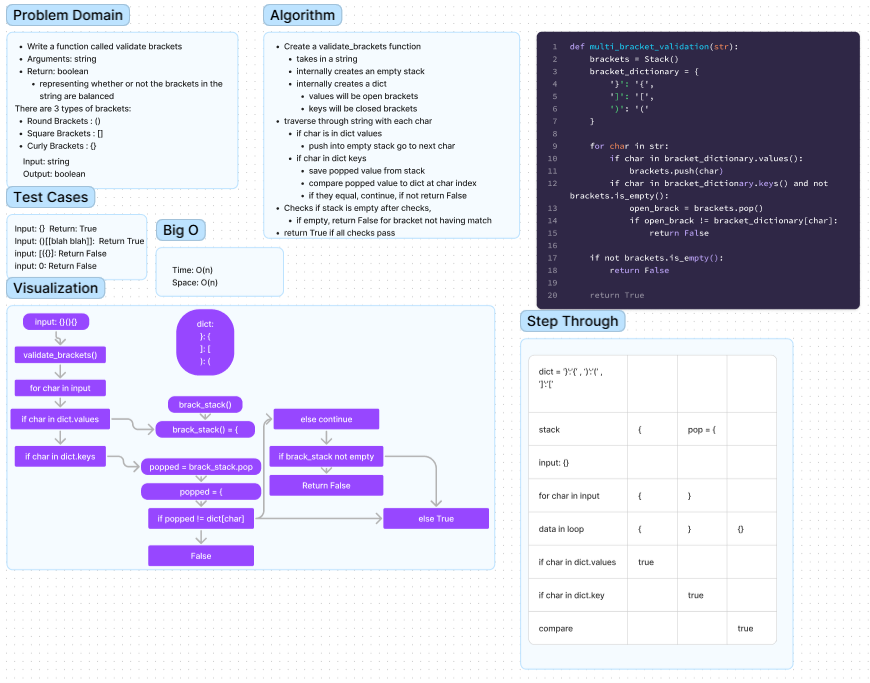 Problem Domain
Write a function called validate brackets
Arguments: string
Return: boolean
representing whether or not the brackets in the
string are balanced
There are 3 types of brackets:
Round Brackets : ()
Square Brackets : []
Curly Brackets : {}
Input: string
Output: boolean
Test Cases
Input: {}  Return: True
Input: ()[[blah blah]]:  Return True
input: [({}]: Return False
input: 0: Return False
Algorithm
Create a validate_brackets function
takes in a string
internally creates an empty stack
internally creates a dict
values will be open brackets
keys will be closed brackets
traverse through string with each char
if char is in dict values
push into empty stack go to next char
if char in dict keys
save popped value from stack
compare popped value to dict at char index
if they equal, continue, if not return False
Checks if stack is empty after checks,
if empty, return False for bracket not having match
return True if all checks pass
Big O
Time: O(n)
Space: O(n)
1 def multi_bracket_validation(str):
2 brackets = Stack()
3 bracket_dictionary = {
4 '}': '{',
5 ']': '[',
6 ')': '('
7 }
8
9 for char in str:
10 if char in bracket_dictionary.values():
11 brackets.push(char)
12 if char in bracket_dictionary.keys() and not
brackets.is_empty():
13 open_brack = brackets.pop()
14 if open_brack != bracket_dictionary[char]:
15 return False
16
17 if not brackets.is_empty():
18 return False
19
20 return True
Visualization
input: {}(){}
validate_brackets()
for char in input
if char in dict.values
if char in dict.keys
dict:
}: {
]: [
): (
brack_stack()
brack_stack() = {
popped = brack_stack.pop
popped = {
if popped != dict[char]
False
else continue
if brack_stack not empty
Return False
else True
Step Through
dict = '}':'{' , ')':'(' ,
']':'['
stack { pop = {
input: {}
for char in input { }
data in loop { } {}
if char in dict.values true
if char in dict.key true
compare true